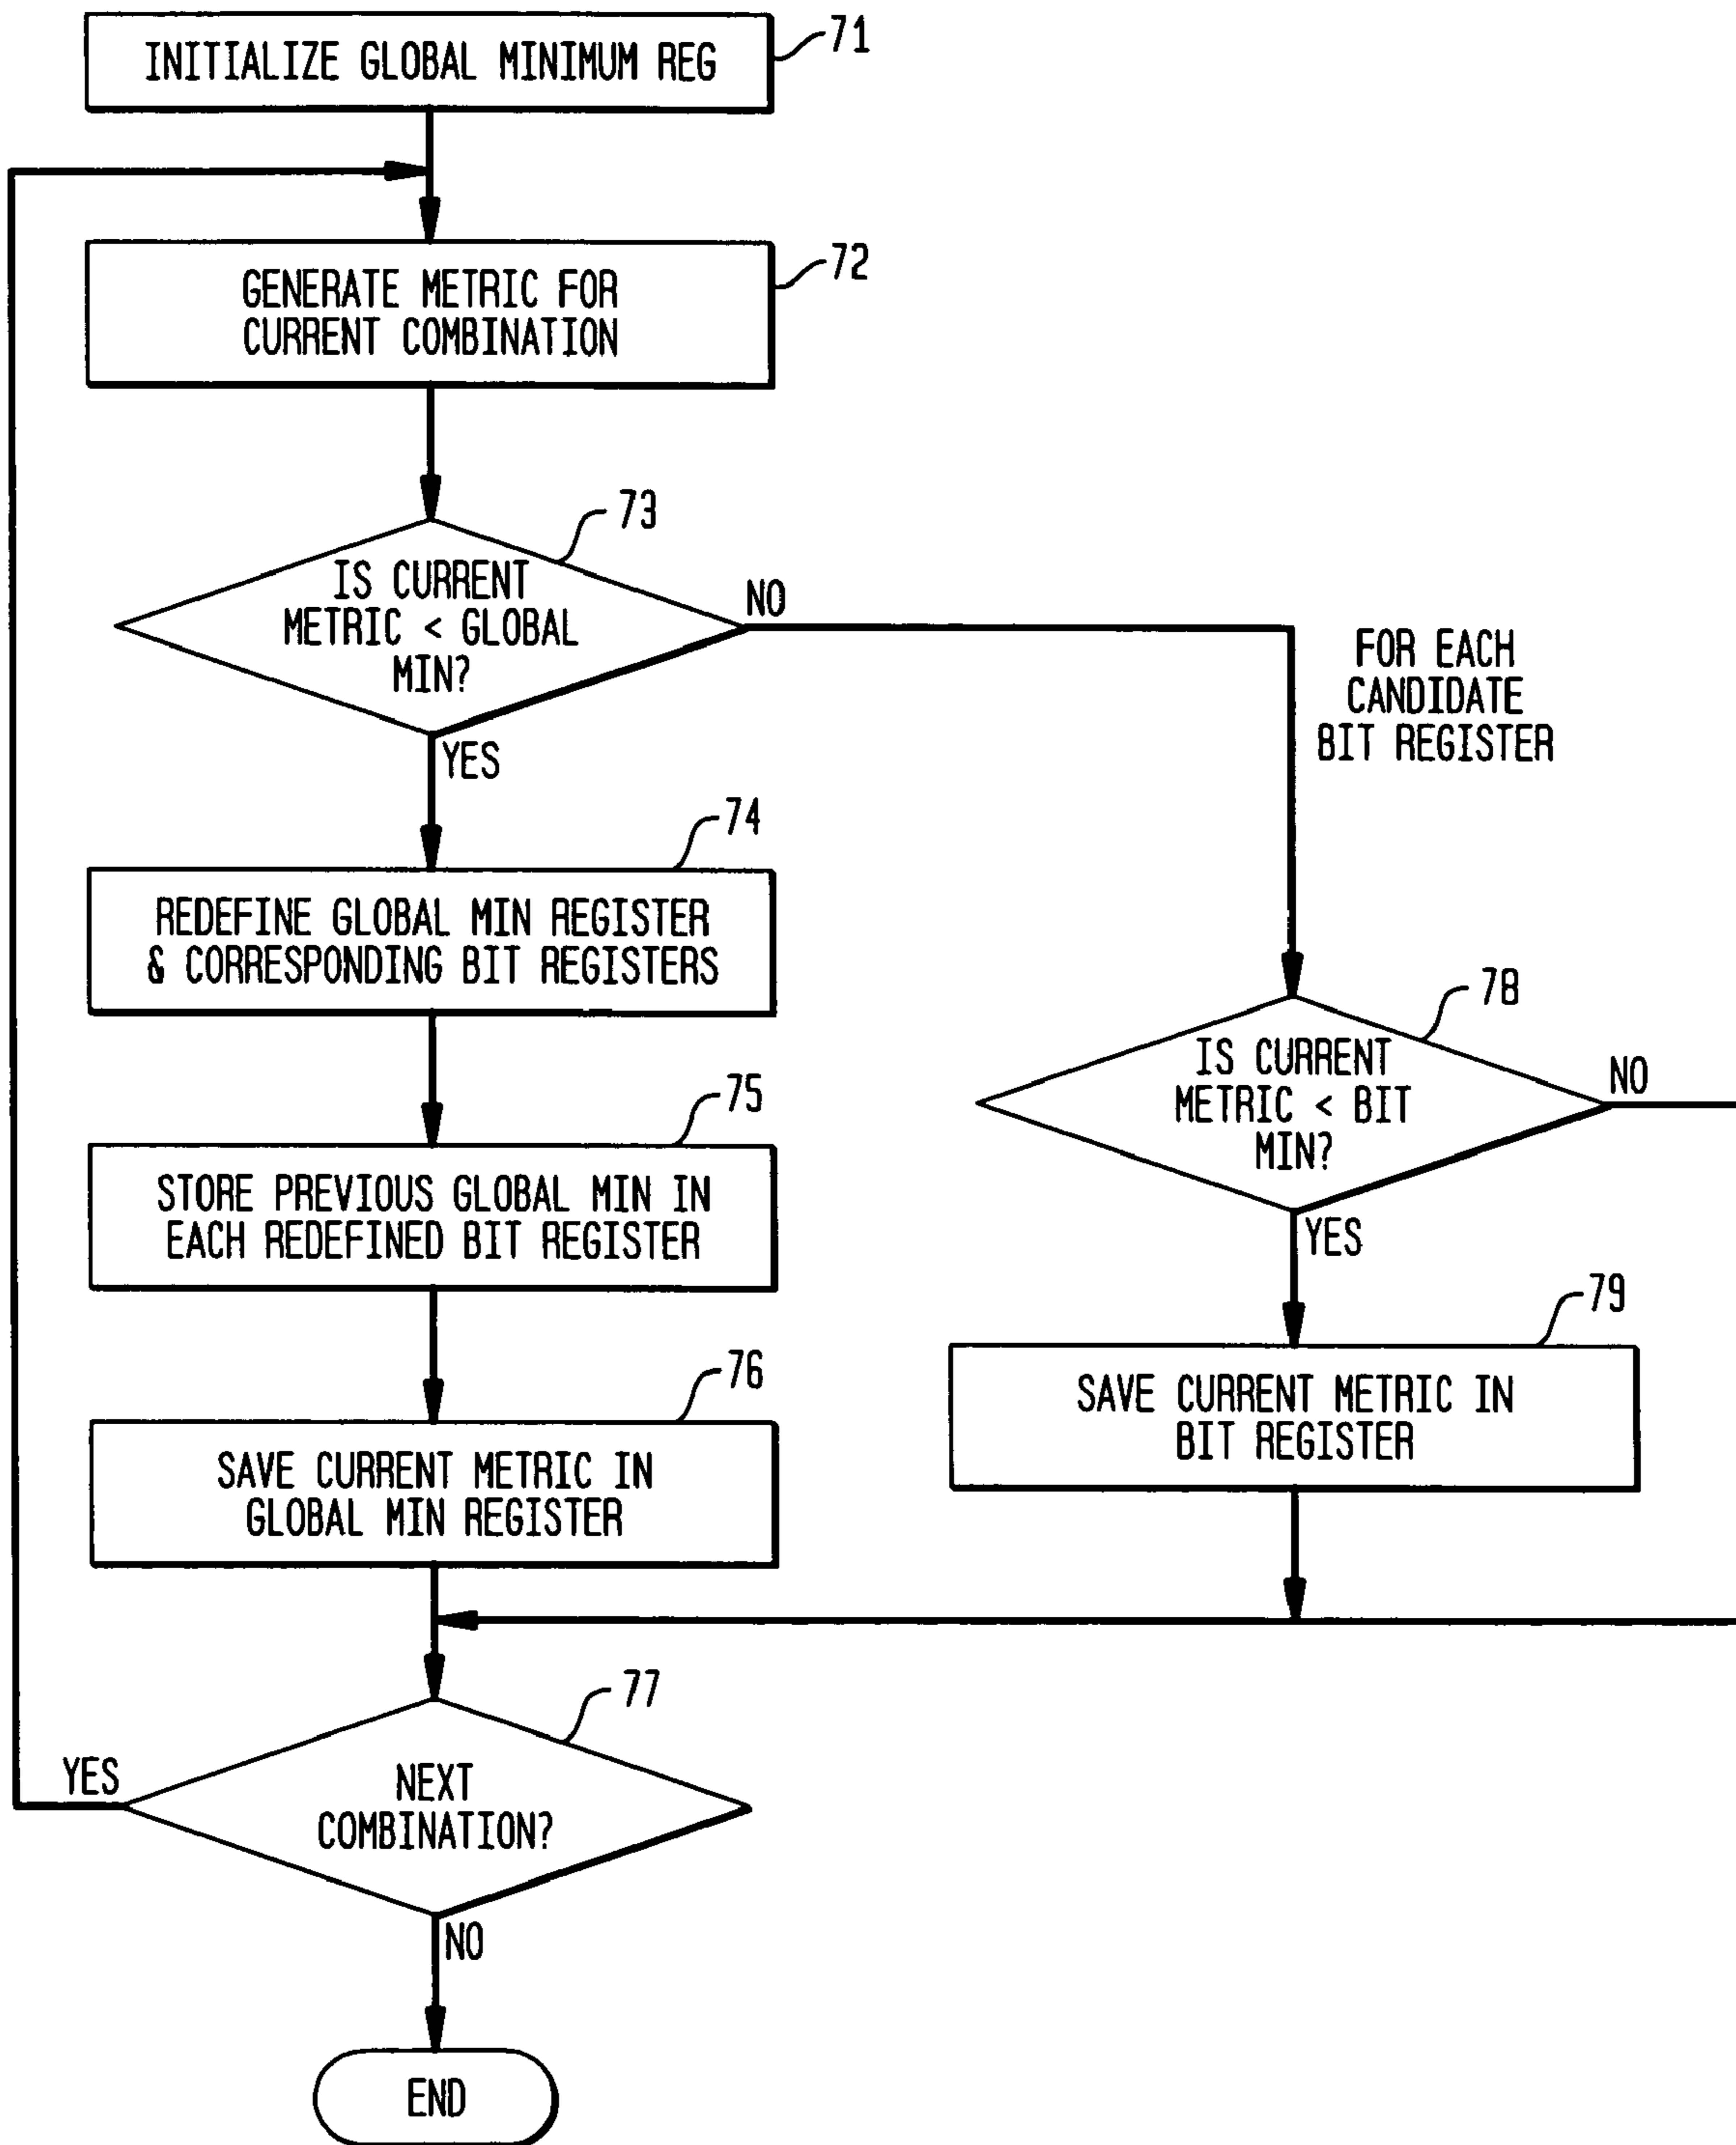 INITIALIZE GLOBAL MINIMUM REG
71
GENERATE METRIC FOR
CURRENT COMBINATION
72
73
IS CURRENT
METRIC < GLOBAL
MIN?
NO
YES
FOR EACH
CANDIDATE
BIT REGISTER
74
REDEFINE GLOBAL MIN REGISTER
& CORRESPONDING BIT REGISTERS
75
STORE PREVIOUS GLOBAL MIN IN
EACH REDEFINED BIT REGISTER
78
IS CURRENT
METRIC < BIT
MIN?
NO
YES
76
SAVE CURRENT METRIC IN
GLOBAL MIN REGISTER
79
SAVE CURRENT METRIC IN
BIT REGISTER
77
NEXT
COMBINATION?
YES
NO
END